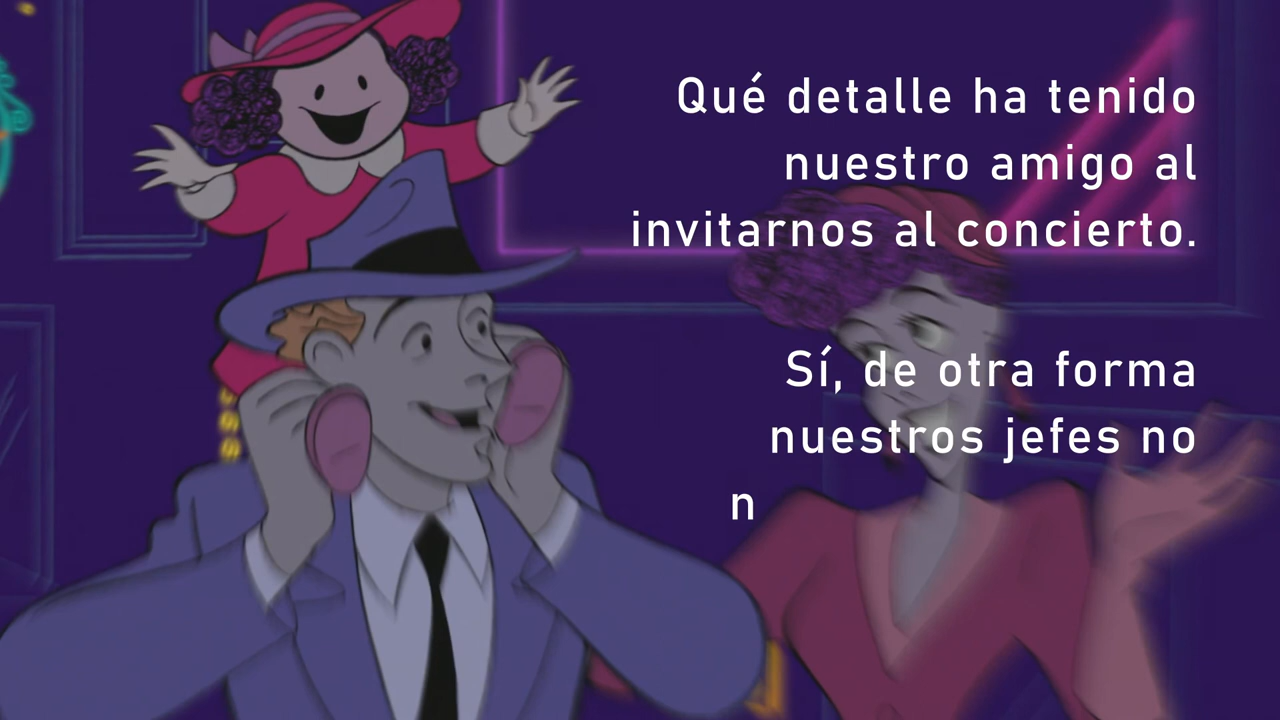 Qué detalle ha tenido
nuestro amigo al
invitarnos al concierto.
Sí, de otra forma
nuestros jefes no
n